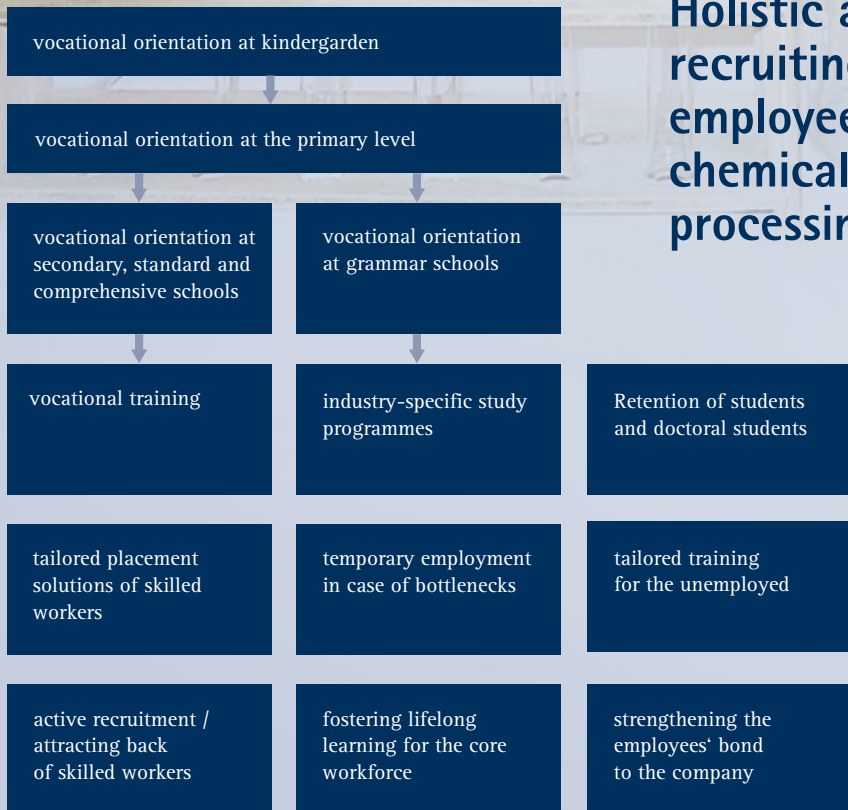 vocational orientation at kindergarden
vocational orientation at the primary level
vocational orientation at
secondary, standard and
comprehensive schools
vocational orientation
at grammar schools
Holistic a
recruitin
employee
chemical
processin
vocational training
industry-specific study
programmes
Retention of students
and doctoral students
tailored placement
solutions of skilled
workers
temporary employment
in case of bottlenecks
tailored training
for the unemployed
active recruitment /
attracting back
of skilled workers
fostering lifelong
learning for the core
workforce
strengthening the
employees‘ bond
to the company